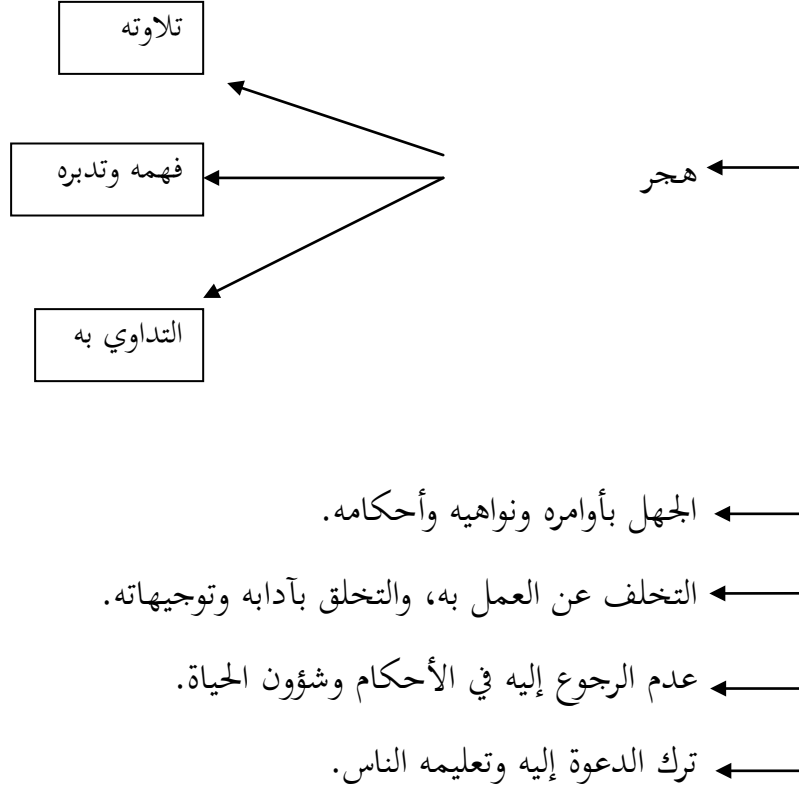 تلاوته
هجر
فهمه وتدبره
التداوي به
الجهل بأوامره ونواهيه وأحكامه.
التخلف عن العمل به، والتخلق بآدابه وتوجيهاته.
عدم الرجوع إليه في الأحكام وشؤون الحياة.
ترك الدعوة إليه وتعليمه الناس.